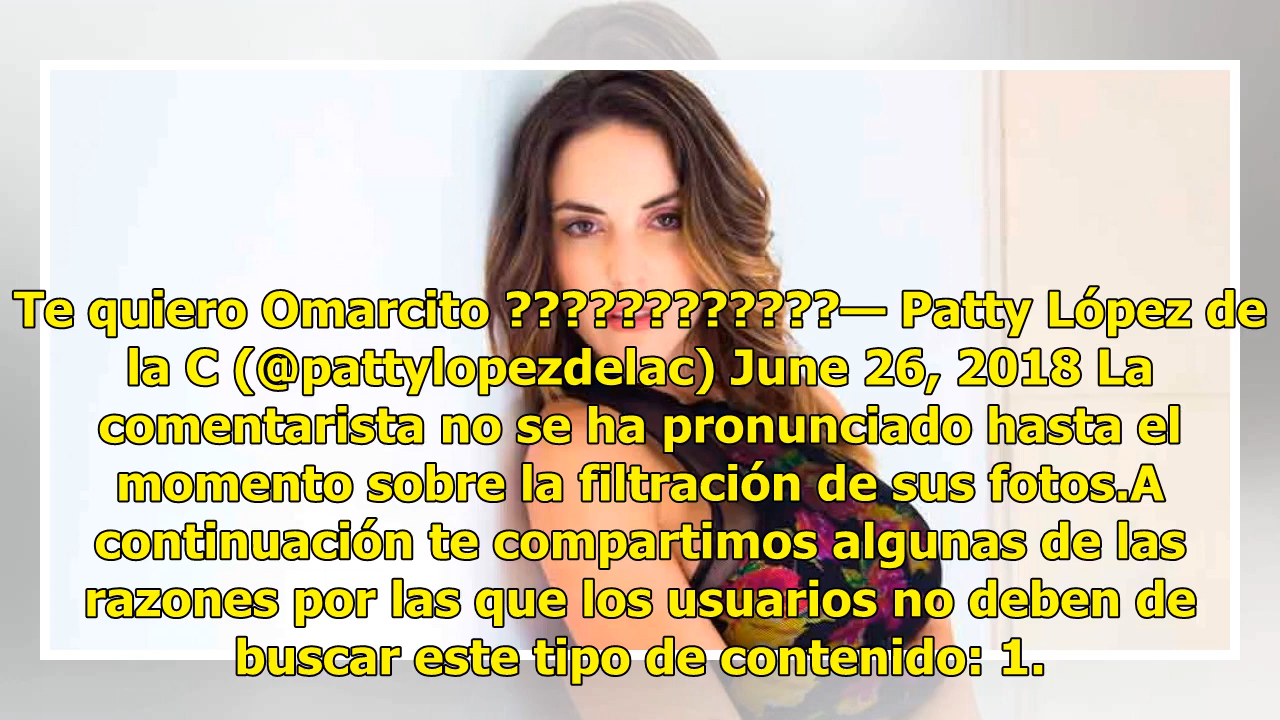 Te quiero Omarcito ????????????— Patty López de
la C (@pattylopezdelac) June 26, 2018 La
comentarista no se ha pronunciado hasta el
momento sobre la filtración de sus fotos.A
continuación te compartimos algunas de las
razones por las que los usuarios no deben de
buscar este tipo de contenido: 1.